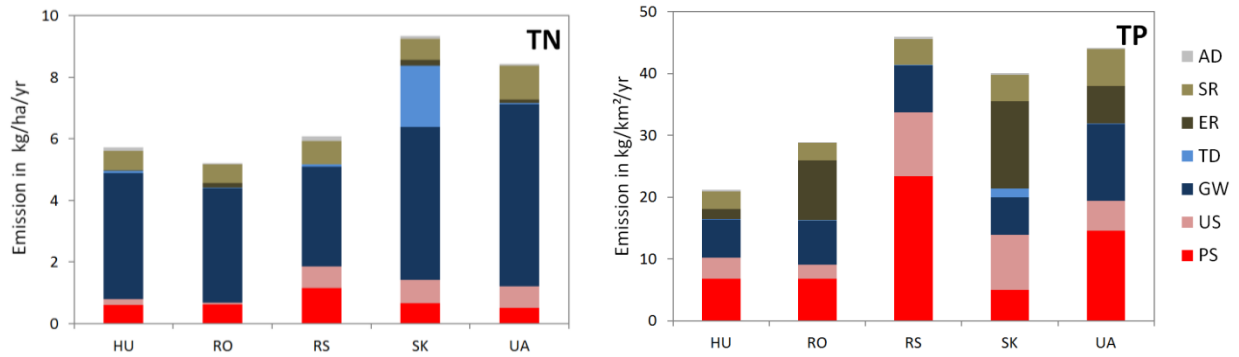 TN
Emission in kg/ha/yr
10
8
6
4
2
0
HU RO RS SK UA
TP
Emission in kg/km²/yr
50
40
30
20
10
0
HU RO RS SK UA
AD
SR
ER
TD
GW
US
PS